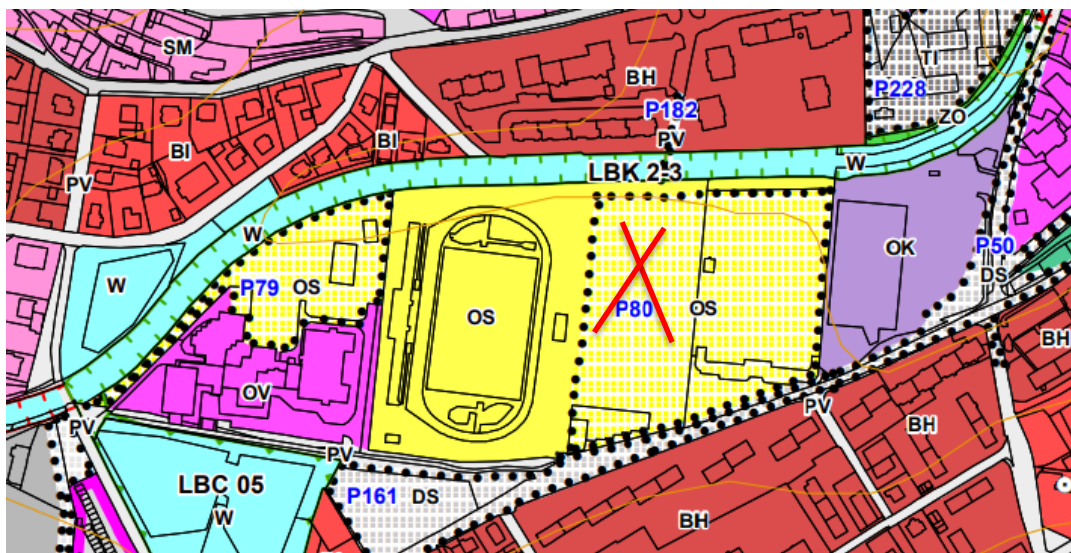 SM
BH
TI
P228
P182
ZO
BI
BI
PV
PV
LBK 2-3
W
W
W
OK
P50
DS
P79
OS
OS
P80
OS
BH
OV
PV
BH
PV
PV
LBC 05
W
P161
DS
BH